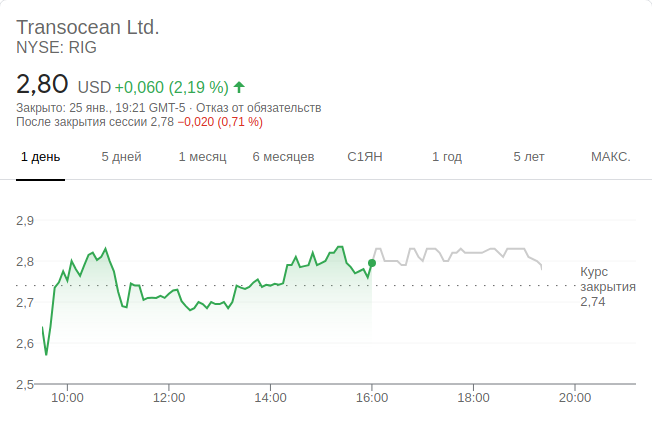 Transocean Ltd.
NYSE: RIG
2,80 USD +0,060 (2,19 %)
Закрыто: 25 янв., 19:21 GMT-5 · Отказ от обязательств
После закрытия сессии 2,78 −0,020 (0,71 %)
1 день 5 дней 1 месяц 6 месяцев С1ЯН 1 год 5 лет МАКС.
2,9
2,8
2,7
2,6
2,5
Курс
закрытия
2,74
10:00 12:00 14:00 16:00 18:00 20:00